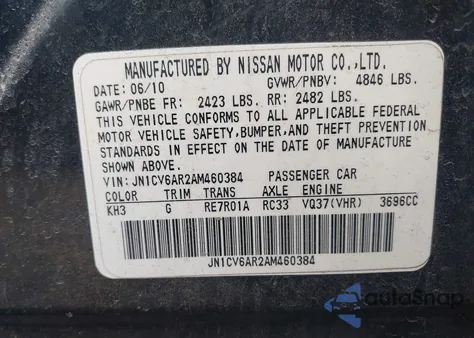 MANUFACTURED BY NISSAN MOTOR CO.,LTD.
DATE: 06/10 GVWR/PNBV: 4846 LBS.
GAWR/PNBE FR: 2423 LBS. RR: 2482 LBS.
THIS VEHICLE CONFORMS TO ALL APPLICABLE FEDERAL
MOTOR VEHICLE SAFETY, BUMPER, AND THEFT PREVENTION
STANDARDS IN EFFECT ON THE DATE OF MANUFACTURE
SHOWN ABOVE.
VIN: JN1CV6AR2AM460384 PASSENGER CAR
COLOR TRIM TRANS AXLE ENGINE
KH3 G RE7R01A RC33 VQ37(VHR) 3696CC
JN1CV6AR2AM460384
autoSnap